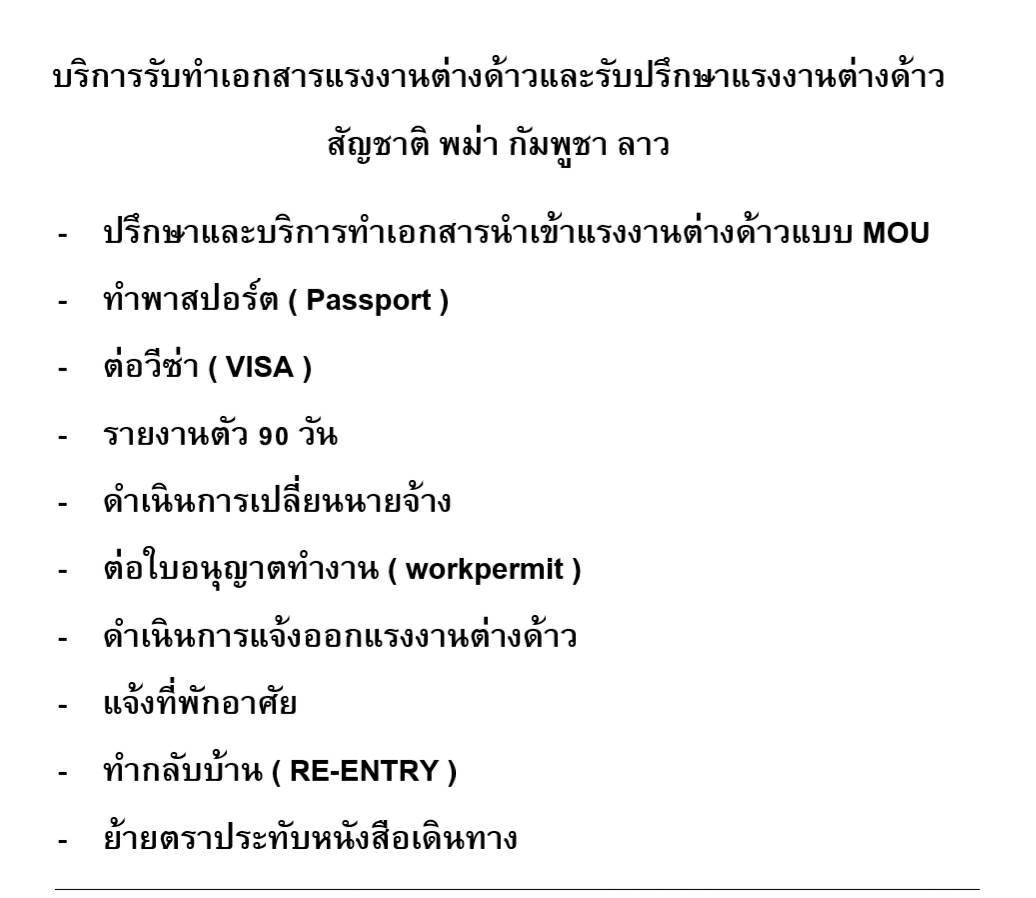 บริการรับทำเอกสารแรงงานต่างด้าวและรับปรึกษาแรงงานต่างด้าว
สัญชาติ พม่า กัมพูชา ลาว
- ปรึกษาและบริการทำเอกสารนำเข้าแรงงานต่างด้าวแบบ MOU
- ทำพาสปอร์ต ( Passport )
- ต่อวีซ่า ( VISA )
- รายงานตัว 90 วัน
- ดำเนินการเปลี่ยนนายจ้าง
- ต่อใบอนุญาตทำงาน ( workpermit )
- ดำเนินการแจ้งออกแรงงานต่างด้าว
- แจ้งที่พักอาศัย
- ทำกลับบ้าน ( RE-ENTRY )
- ย้ายตราประทับหนังสือเดินทาง